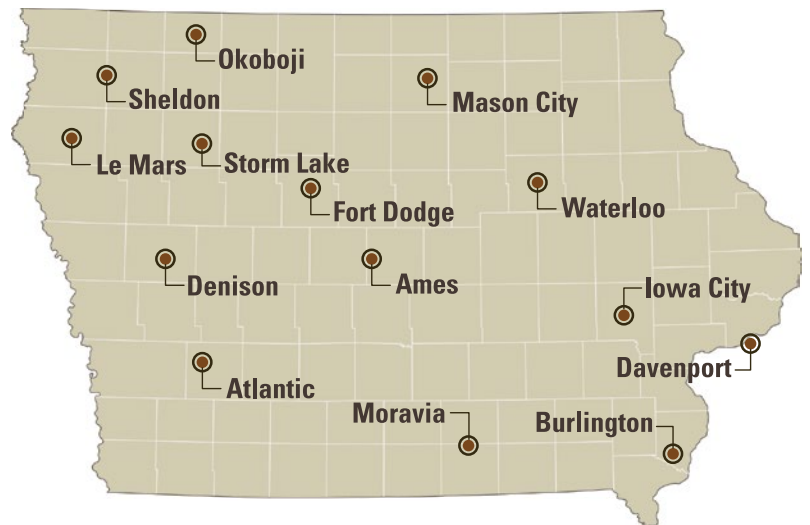 Okoboji
Sheldon
Mason City
Le Mars
Storm Lake
Fort Dodge
Waterloo
Denison
Ames
Iowa City
Davenport
Atlantic
Moravia
Burlington